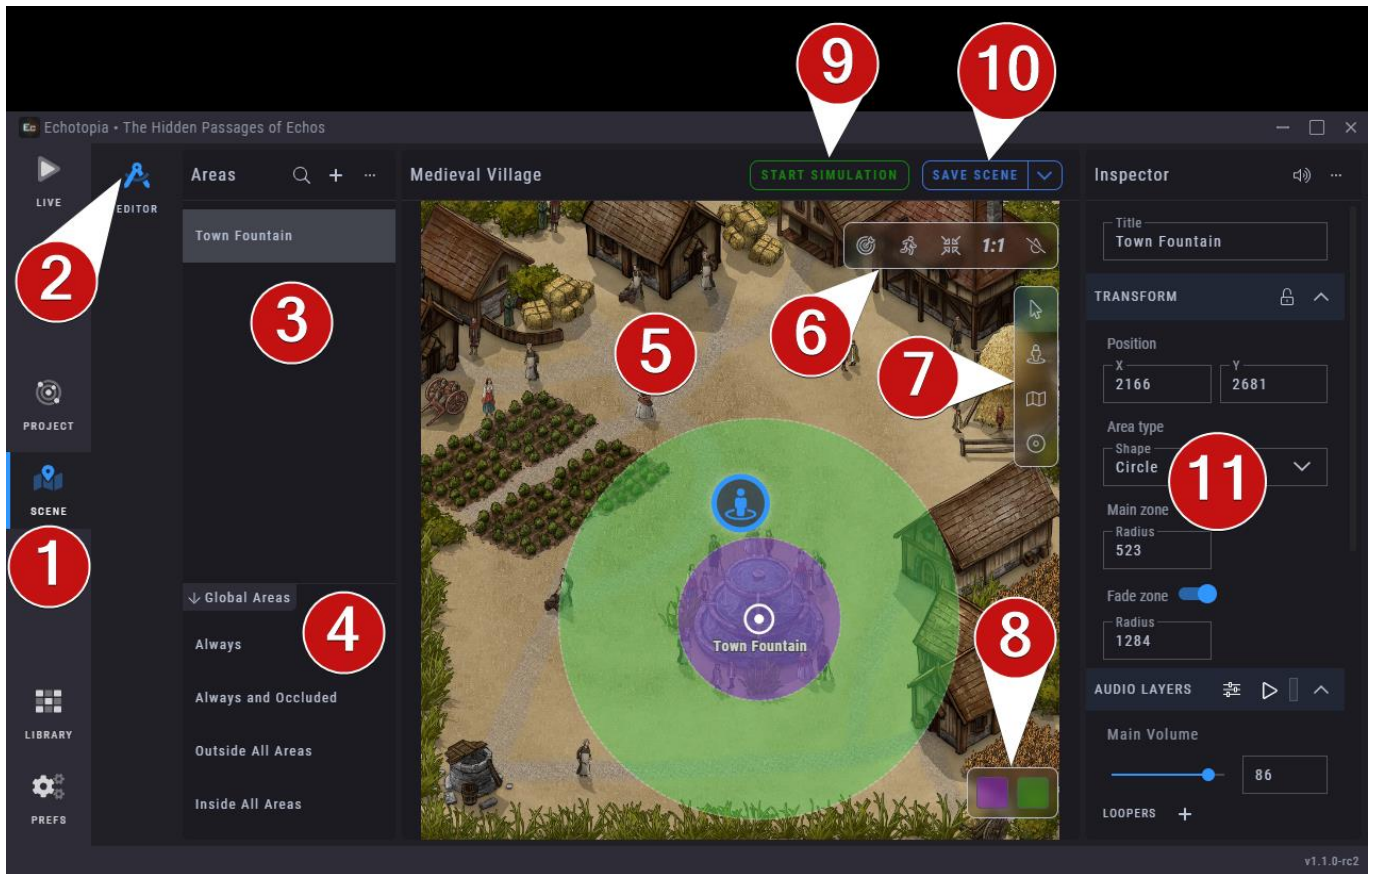 9
10
Ec Echotopia • The Hidden Passages of Echos
LIVE
EDITOR
Areas
Medieval Village
START SIMULATION
SAVE SCENE
Inspector
Title
Town Fountain
Town Fountain
1:1
2
3
5
6
7
TRANSFORM
Position
X
2166
Y
2681
PROJECT
Area type
Shape
Circle
11
SCENE
1
Main zone
Radius
523
Global Areas
4
Fade zone
Radius
1284
Always
Town Fountain
8
Always and Occluded
AUDIO LAYERS
LIBRARY
Outside All Areas
Main Volume
86
Inside All Areas
PREFS
LOOPERS
v1.1.0-rc2